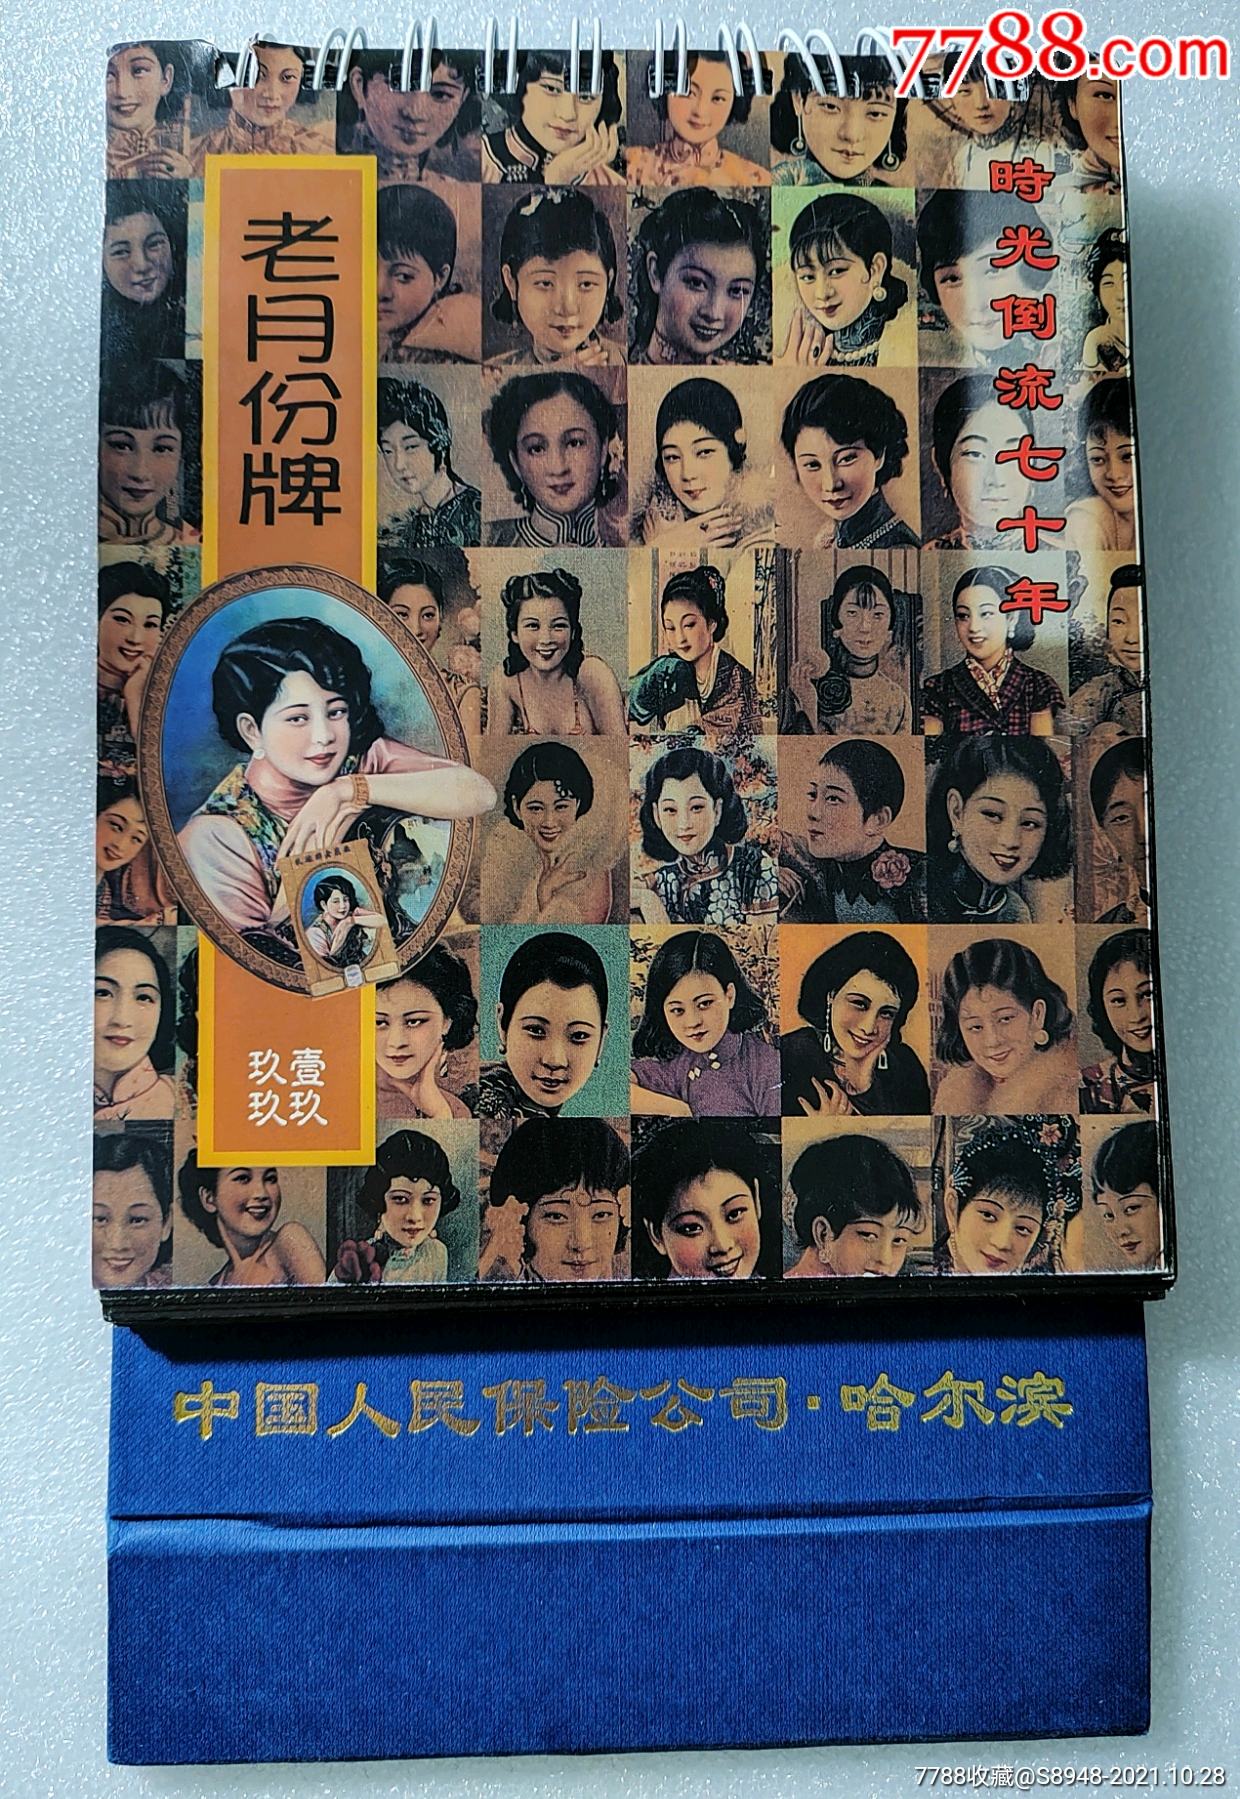 7788.com
時光倒流七十年
老月份牌
壹玖
玖玖
中国人民保险公司·哈尔滨
7788收藏@S8948-2021.10.28